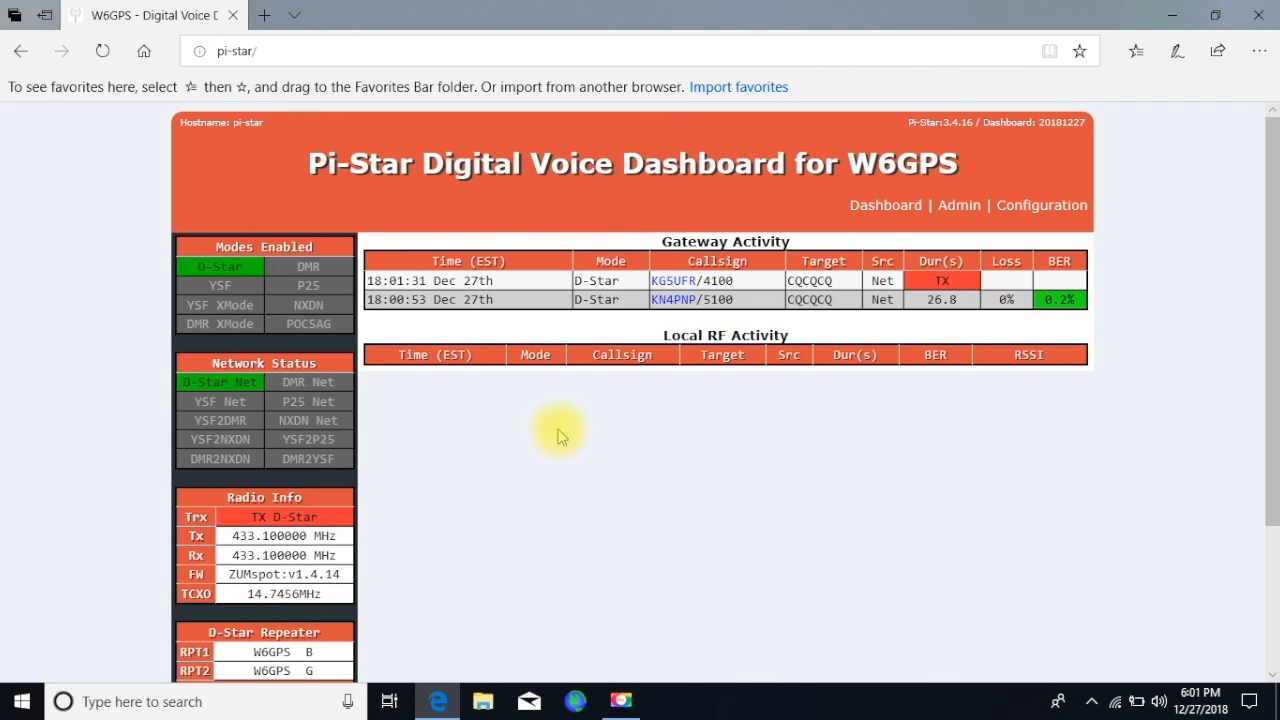 W6GPS - Digital Voice D
pi-star/
To see favorites here, select ☆ then ☆, and drag to the Favorites Bar folder. Or import from another browser. Import favorites
Hostname: pi-star
Pi-Star:3.4.16 / Dashboard: 20181227
Pi-Star Digital Voice Dashboard for W6GPS
Dashboard | Admin | Configuration
Modes Enabled
D-Star DMR
YSF P25
YSF XMode NXDN
DMR XMode POCSAG
Network Status
D-Star Net DMR Net
YSF Net P25 Net
YSF2DMR NXDN Net
YSF2NXDN YSF2P25
DMR2NXDN DMR2YSF
Radio Info
Trx TX D-Star
Tx 433.100000 MHz
Rx 433.100000 MHz
FW ZUMspot:v1.4.14
TCXO 14.7456MHz
D-Star Repeater
RPT1 W6GPS B
RPT2 W6GPS G
Gateway Activity
Time (EST) Mode Callsign Target Src Dur(s) Loss BER
18:01:31 Dec 27th D-Star KG5UFR/4100 CQCQCQ Net TX
18:00:53 Dec 27th D-Star KN4PNP/5100 CQCQCQ Net 26.8 0% 0.2%
Local RF Activity
Time (EST) Mode Callsign Target Src Dur(s) BER RSSI
Type here to search
6:01 PM
12/27/2018